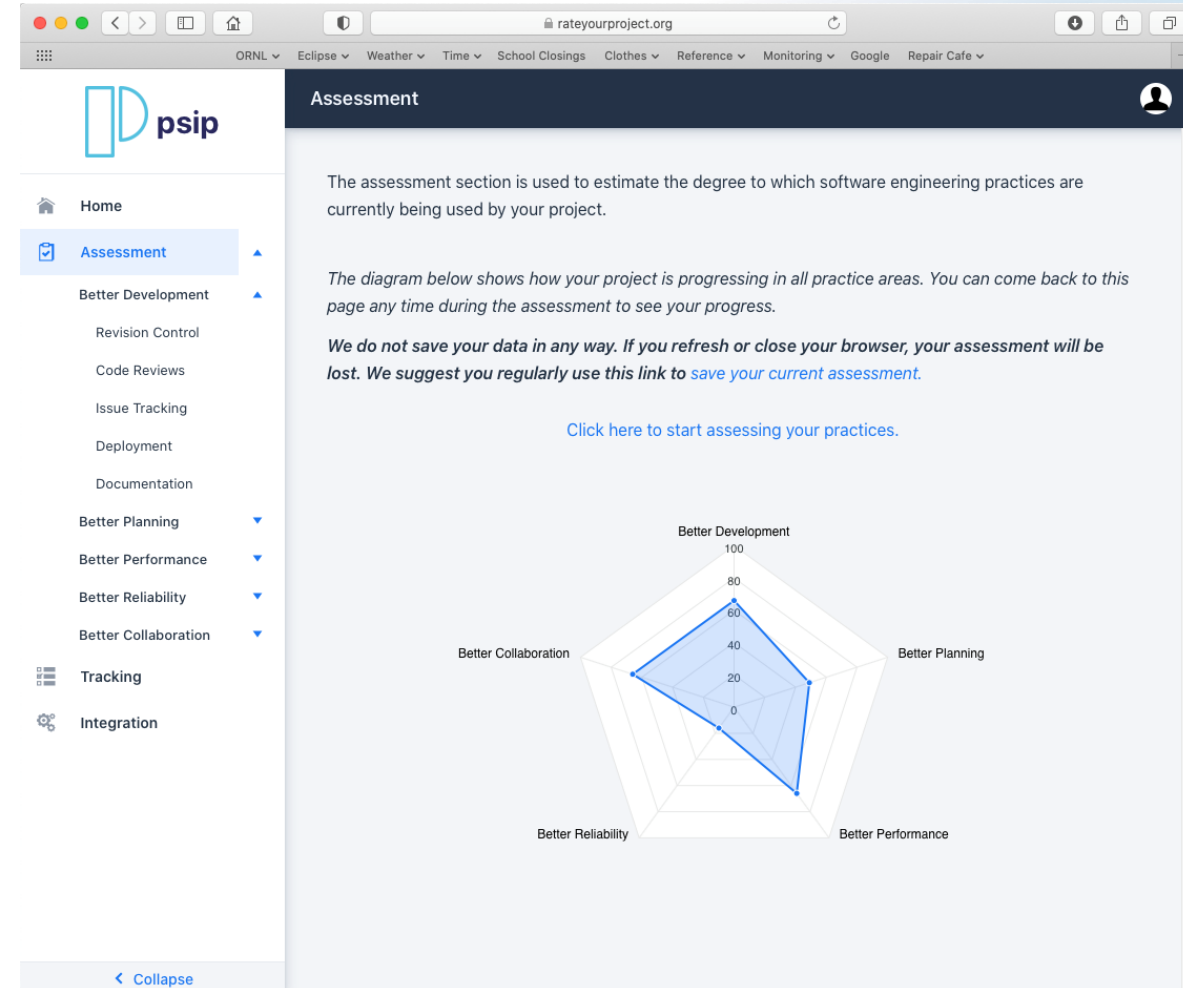 rateyourproject.org
ORNL Eclipse Weather Time School Closings Clothes Reference Monitoring Google Repair Cafe
psip
Home
Assessment
Better Development
Revision Control
Code Reviews
Issue Tracking
Deployment
Documentation
Better Planning
Better Performance
Better Reliability
Better Collaboration
Tracking
Integration
Collapse
Assessment
The assessment section is used to estimate the degree to which software engineering practices are
currently being used by your project.
The diagram below shows how your project is progressing in all practice areas. You can come back to this
page any time during the assessment to see your progress.
We do not save your data in any way. If you refresh or close your browser, your assessment will be
lost. We suggest you regularly use this link to save your current assessment.
Click here to start assessing your practices.
Better Development
100
80
60
40
20
0
Better Collaboration
Better Planning
Better Reliability
Better Performance